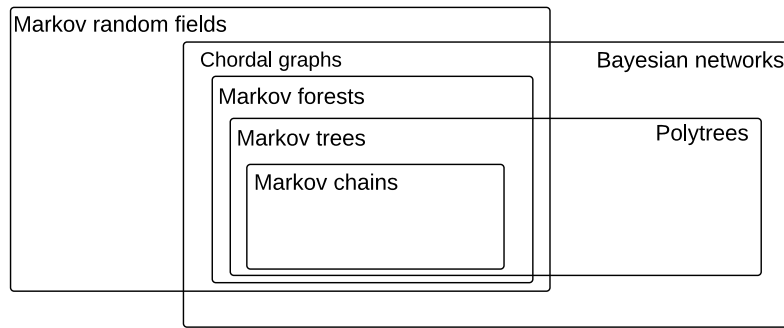 Markov random fields
Chordal graphs
Bayesian networks
Markov forests
Markov trees
Polytrees
Markov chains